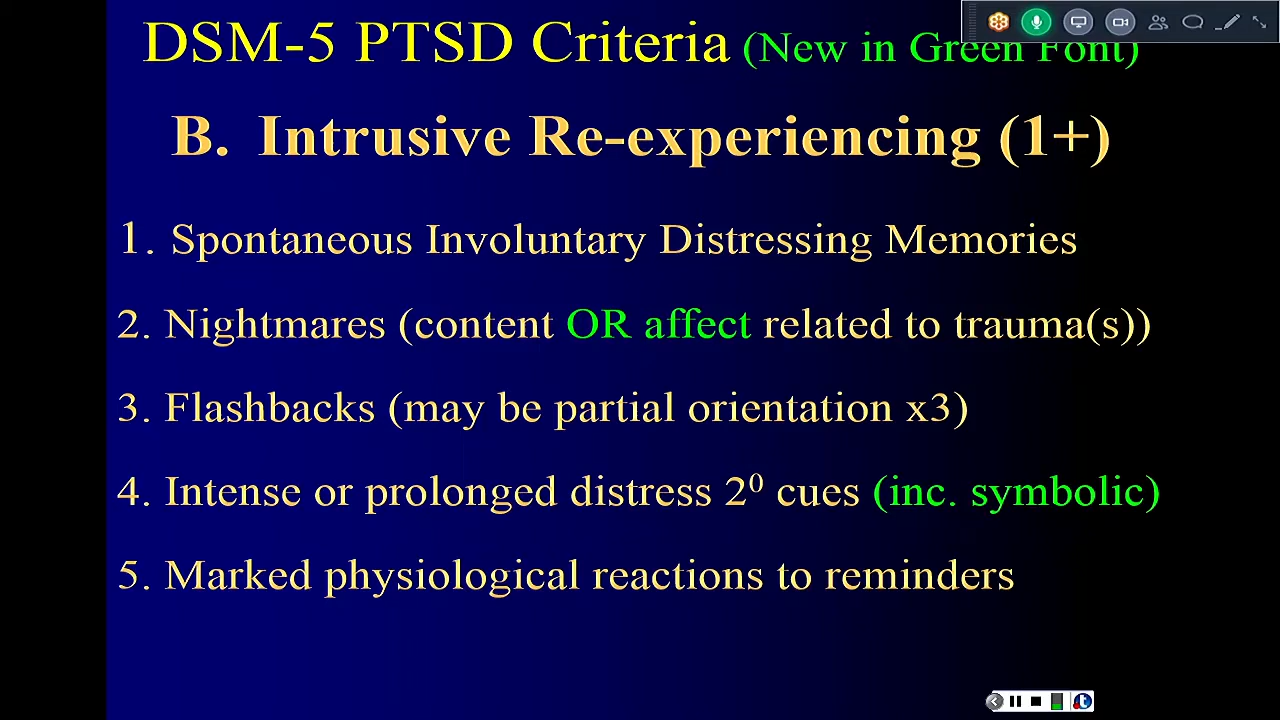 DSM-5 PTSD Criteria (New in Green Font)
B. Intrusive Re-experiencing (1+)
1. Spontaneous Involuntary Distressing Memories
2. Nightmares (content OR affect related to trauma(s))
3. Flashbacks (may be partial orientation x3)
4. Intense or prolonged distress 2⁰ cues (inc. symbolic)
5. Marked physiological reactions to reminders